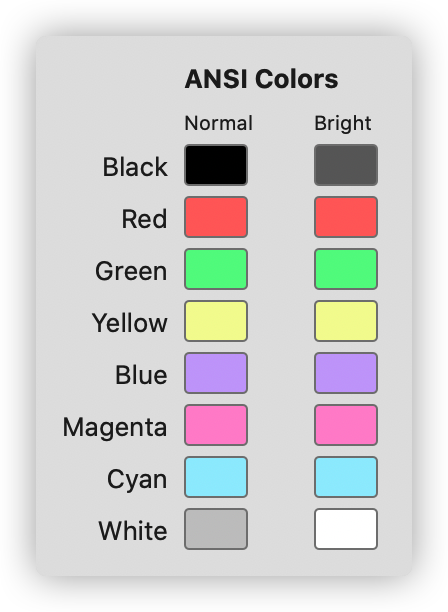 ANSI Colors
Normal Bright
Black
Red
Green
Yellow
Blue
Magenta
Cyan
White